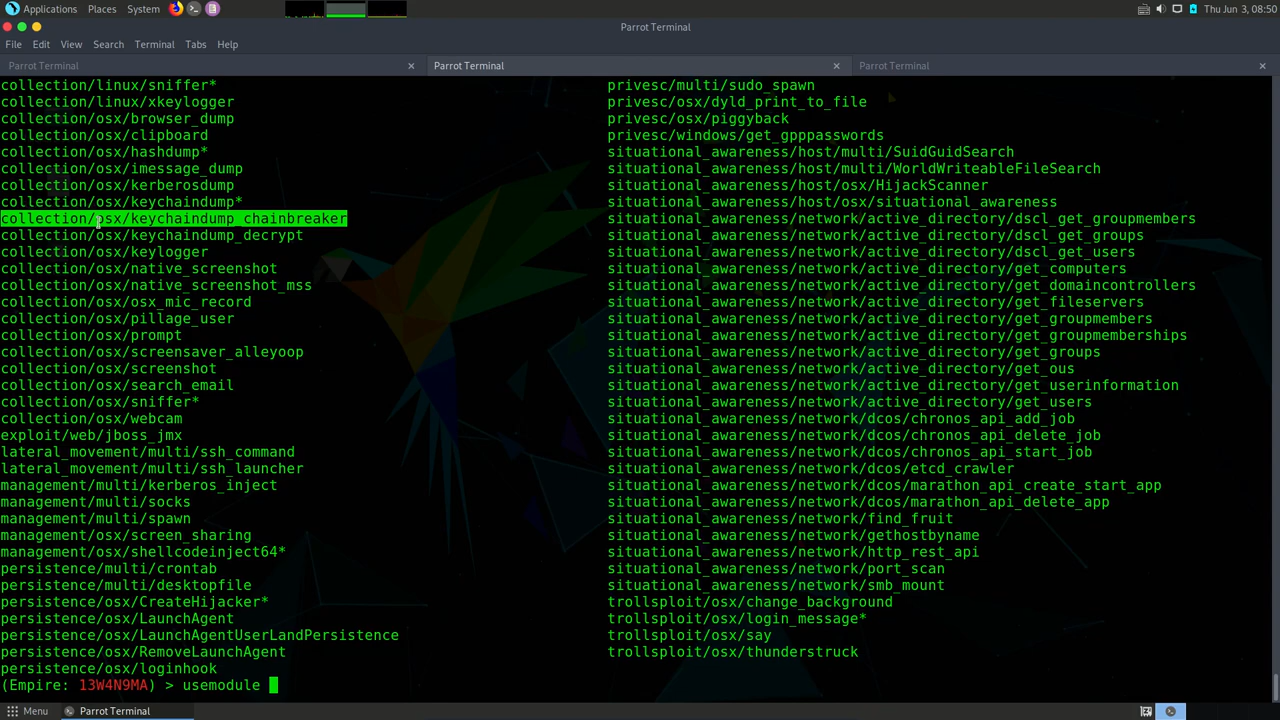 Applications Places System Thu Jun 3, 08:50
Parrot Terminal
File Edit View Search Terminal Tabs Help
Parrot Terminal × Parrot Terminal × Parrot Terminal ×
collection/linux/sniffer* privesc/multi/sudo_spawn
collection/linux/xkeylogger privesc/osx/dyld_print_to_file
collection/osx/browser_dump privesc/osx/piggyback
collection/osx/clipboard privesc/windows/get_gpppasswords
collection/osx/hashdump* situational_awareness/host/multi/SuidGuidSearch
collection/osx/imessage_dump situational_awareness/host/multi/WorldWriteableFileSearch
collection/osx/kerberosdump situational_awareness/host/osx/HijackScanner
collection/osx/keychaindump* situational_awareness/host/osx/situational_awareness
collection/osx/keychaindump_chainbreaker situational_awareness/network/active_directory/dscl_get_groupmembers
collection/osx/keychaindump_decrypt situational_awareness/network/active_directory/dscl_get_groups
collection/osx/keylogger situational_awareness/network/active_directory/dscl_get_users
collection/osx/native_screenshot situational_awareness/network/active_directory/get_computers
collection/osx/native_screenshot_mss situational_awareness/network/active_directory/get_domaincontrollers
collection/osx/osx_mic_record situational_awareness/network/active_directory/get_fileservers
collection/osx/pillage_user situational_awareness/network/active_directory/get_groupmembers
collection/osx/prompt situational_awareness/network/active_directory/get_groupmemberships
collection/osx/screensaver_alleyoop situational_awareness/network/active_directory/get_groups
collection/osx/screenshot situational_awareness/network/active_directory/get_ous
collection/osx/search_email situational_awareness/network/active_directory/get_userinformation
collection/osx/sniffer* situational_awareness/network/active_directory/get_users
collection/osx/webcam situational_awareness/network/dcos/chronos_api_add_job
exploit/web/jboss_jmx situational_awareness/network/dcos/chronos_api_delete_job
lateral_movement/multi/ssh_command situational_awareness/network/dcos/chronos_api_start_job
lateral_movement/multi/ssh_launcher situational_awareness/network/dcos/etcd_crawler
management/multi/kerberos_inject situational_awareness/network/dcos/marathon_api_create_start_app
management/multi/socks situational_awareness/network/dcos/marathon_api_delete_app
management/multi/spawn situational_awareness/network/find_fruit
management/osx/screen_sharing situational_awareness/network/gethostbyname
management/osx/shellcodeinject64* situational_awareness/network/http_rest_api
persistence/multi/crontab situational_awareness/network/port_scan
persistence/multi/desktopfile situational_awareness/network/smb_mount
persistence/osx/CreateHijacker* trollsploit/osx/change_background
persistence/osx/LaunchAgent trollsploit/osx/login_message*
persistence/osx/LaunchAgentUserLandPersistence trollsploit/osx/say
persistence/osx/RemoveLaunchAgent trollsploit/osx/thunderstruck
persistence/osx/loginhook
(Empire: 13W4N9MA) > usemodule
Menu Parrot Terminal